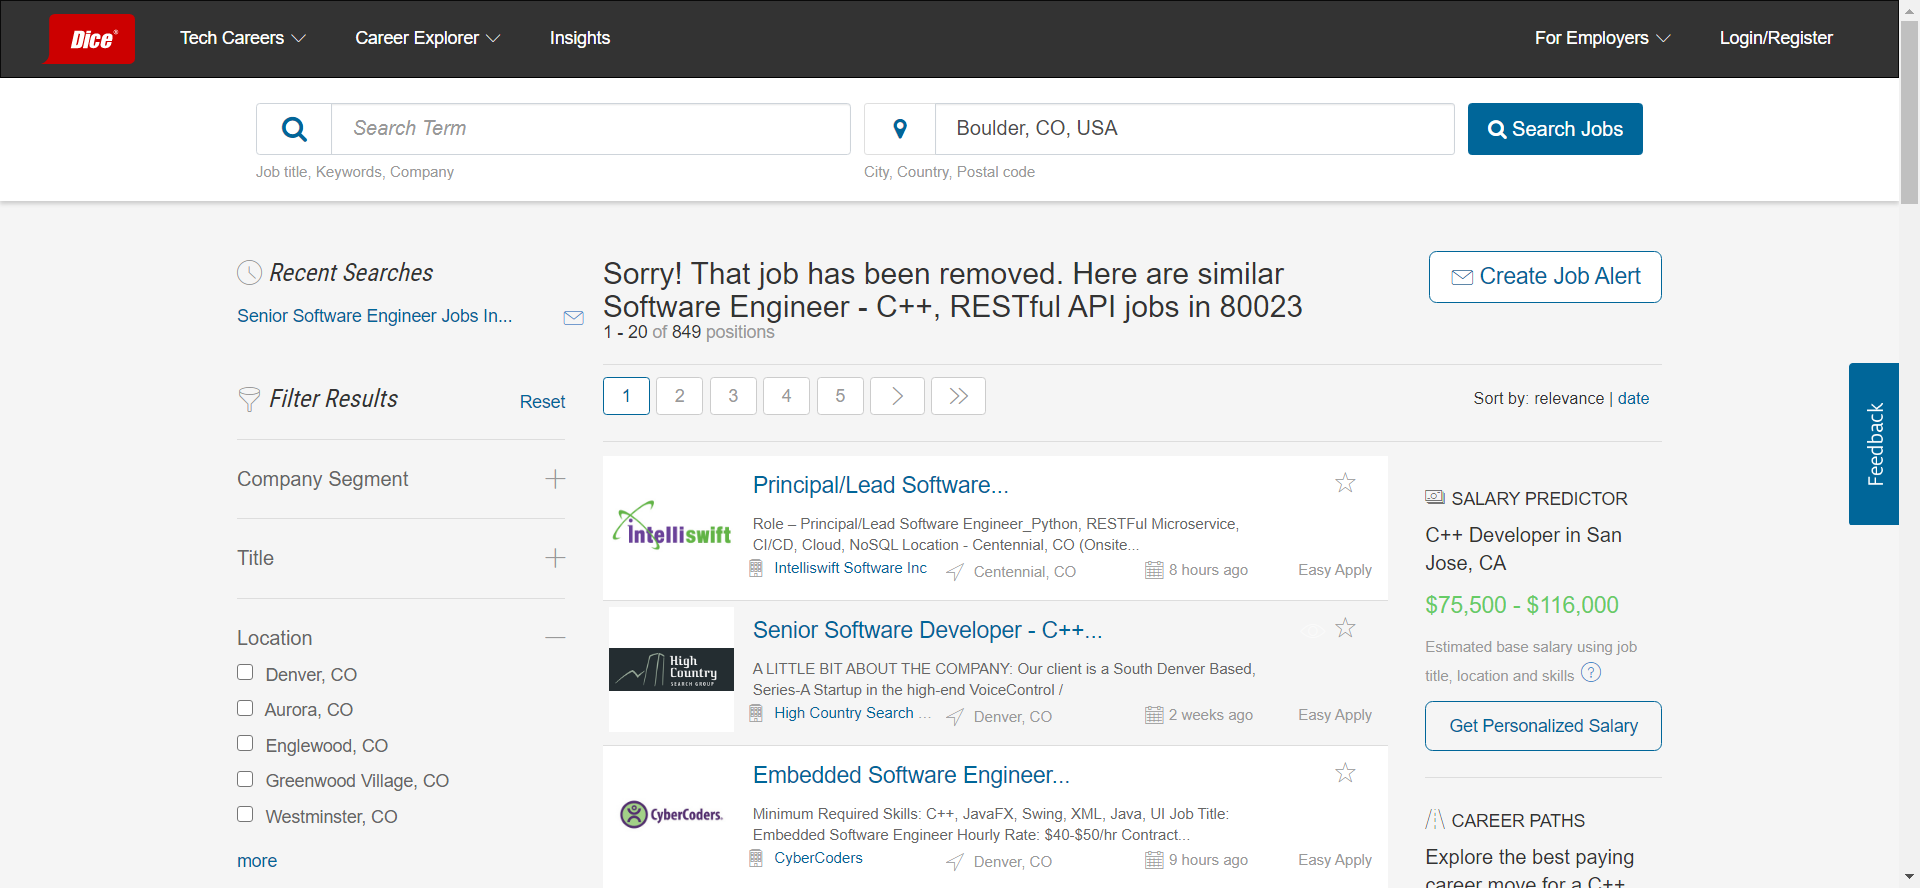 Dice
Tech Careers
Career Explorer
Insights
For Employers
Login/Register
Search Term
Boulder, CO, USA
Search Jobs
Job title, Keywords, Company
City, Country, Postal code
Recent Searches
Senior Software Engineer Jobs In...
Filter Results
Reset
Company Segment
Title
Location
Denver, CO
Aurora, CO
Englewood, CO
Greenwood Village, CO
Westminster, CO
more
Sorry! That job has been removed. Here are similar
Software Engineer - C++, RESTful API jobs in 80023
1 - 20 of 849 positions
Create Job Alert
1 2 3 4 5
Sort by: relevance | date
Intelliswift
Principal/Lead Software...
Role – Principal/Lead Software Engineer_Python, RESTFul Microservice,
CI/CD, Cloud, NoSQL Location - Centennial, CO (Onsite...
Intelliswift Software Inc
Centennial, CO
8 hours ago
Easy Apply
High
Country
SEARCH GROUP
Senior Software Developer - C++...
A LITTLE BIT ABOUT THE COMPANY: Our client is a South Denver Based,
Series-A Startup in the high-end VoiceControl /
High Country Search ...
Denver, CO
2 weeks ago
Easy Apply
CyberCoders.
Embedded Software Engineer...
Minimum Required Skills: C++, JavaFX, Swing, XML, Java, UI Job Title:
Embedded Software Engineer Hourly Rate: $40-$50/hr Contract...
CyberCoders
Denver, CO
9 hours ago
Easy Apply
SALARY PREDICTOR
C++ Developer in San
Jose, CA
$75,500 - $116,000
Estimated base salary using job
title, location and skills ?
Get Personalized Salary
CAREER PATHS
Explore the best paying
career move for a C++
Feedback